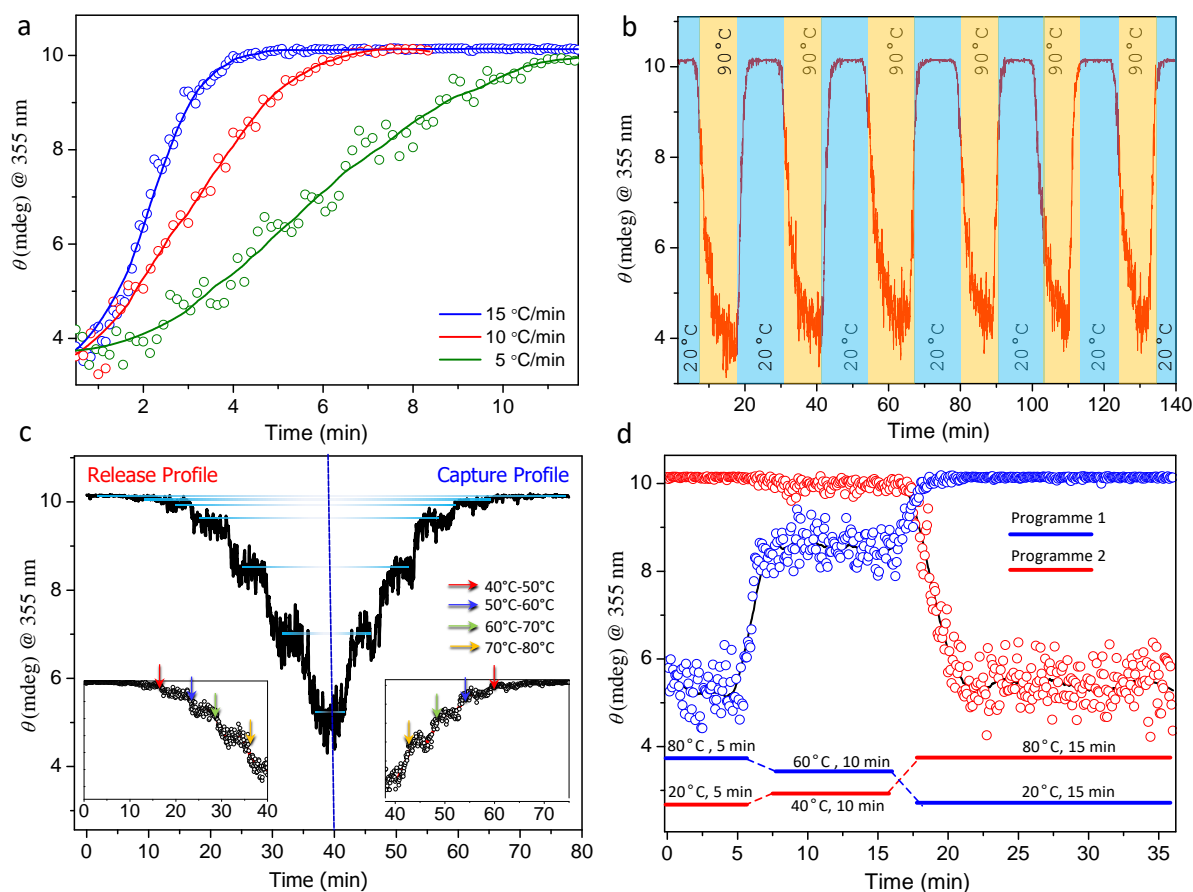 a
θ (mdeg) @ 355 nm
10
8
6
4
2
4
6
8
10
Time (min)
15 °C/min
10 °C/min
5 °C/min
b
θ (mdeg) @ 355 nm
10
8
6
4
20°C
90°C
20°C
90°C
20°C
90°C
20°C
90°C
20°C
90°C
20°C
90°C
20°C
20 40 60 80 100 120 140
Time (min)
c
Release Profile
Capture Profile
θ (mdeg) @ 355 nm
10
8
6
4
2
40°C-50°C
50°C-60°C
60°C-70°C
70°C-80°C
0 10 20 30 40
40 50 60 70
0 10 20 30 40 50 60 70 80
Time (min)
d
θ (mdeg) @ 355 nm
10
8
6
4
Programme 1
Programme 2
80°C , 5 min
60°C, 10 min
80°C, 15 min
20°C, 5 min
40°C, 10 min
20°C, 15 min
0 5 10 15 20 25 30 35
Time (min)